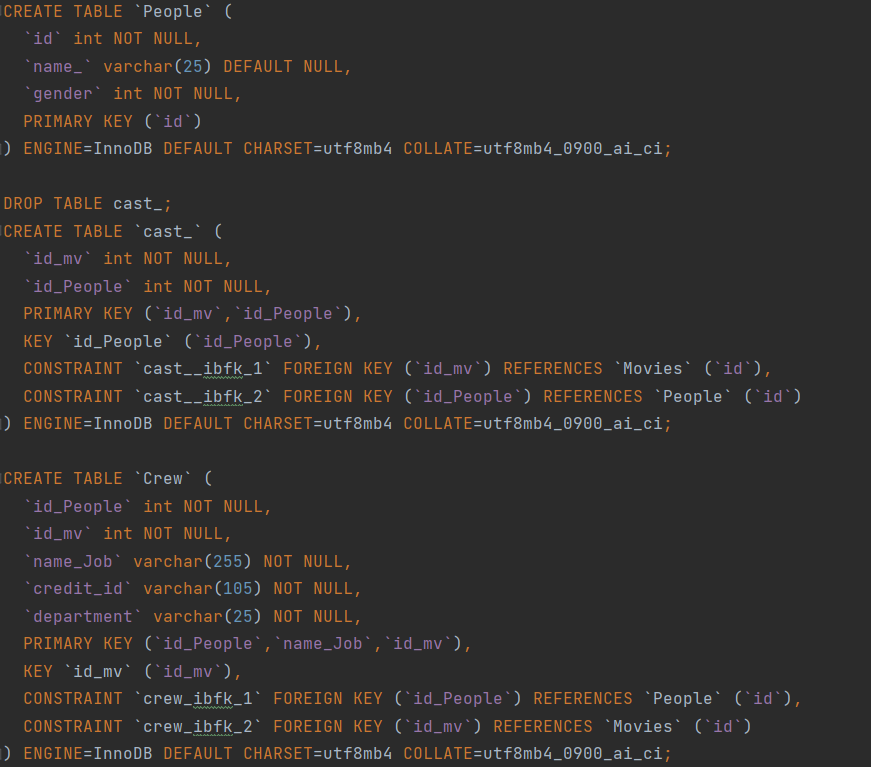 CREATE TABLE `People` (
`id` int NOT NULL,
`name_` varchar(25) DEFAULT NULL,
`gender` int NOT NULL,
PRIMARY KEY (`id`)
) ENGINE=InnoDB DEFAULT CHARSET=utf8mb4 COLLATE=utf8mb4_0900_ai_ci;
DROP TABLE cast_;
CREATE TABLE `cast_` (
`id_mv` int NOT NULL,
`id_People` int NOT NULL,
PRIMARY KEY (`id_mv`,`id_People`),
KEY `id_People` (`id_People`),
CONSTRAINT `cast__ibfk_1` FOREIGN KEY (`id_mv`) REFERENCES `Movies` (`id`),
CONSTRAINT `cast__ibfk_2` FOREIGN KEY (`id_People`) REFERENCES `People` (`id`)
) ENGINE=InnoDB DEFAULT CHARSET=utf8mb4 COLLATE=utf8mb4_0900_ai_ci;
CREATE TABLE `Crew` (
`id_People` int NOT NULL,
`id_mv` int NOT NULL,
`name_Job` varchar(255) NOT NULL,
`credit_id` varchar(105) NOT NULL,
`department` varchar(25) NOT NULL,
PRIMARY KEY (`id_People`,`name_Job`,`id_mv`),
KEY `id_mv` (`id_mv`),
CONSTRAINT `crew_ibfk_1` FOREIGN KEY (`id_People`) REFERENCES `People` (`id`),
CONSTRAINT `crew_ibfk_2` FOREIGN KEY (`id_mv`) REFERENCES `Movies` (`id`)
) ENGINE=InnoDB DEFAULT CHARSET=utf8mb4 COLLATE=utf8mb4_0900_ai_ci;